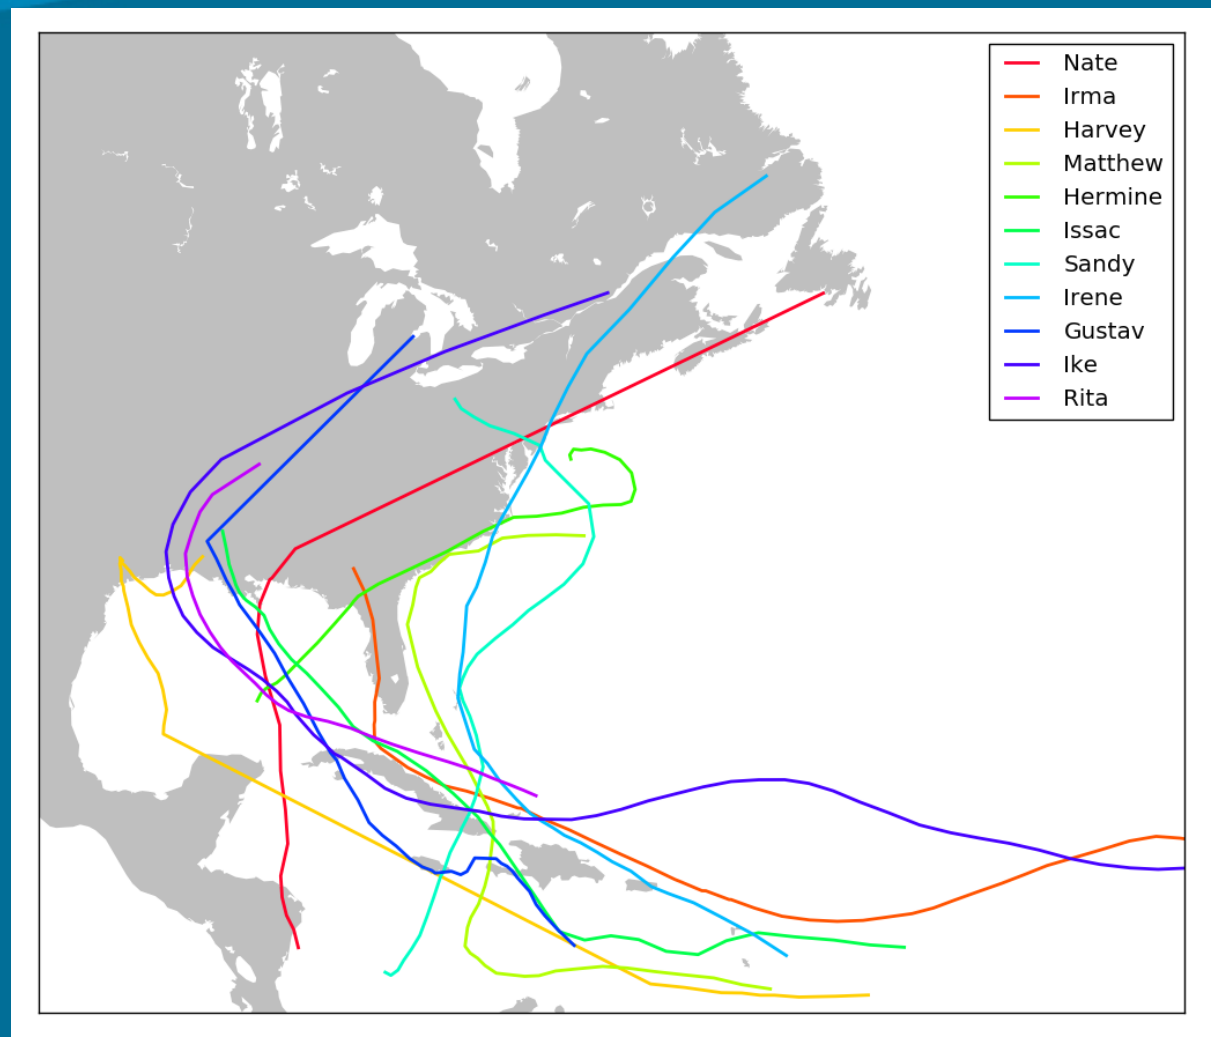 Nate
Irma
Harvey
Matthew
Hermine
Issac
Sandy
Irene
Gustav
Ike
Rita